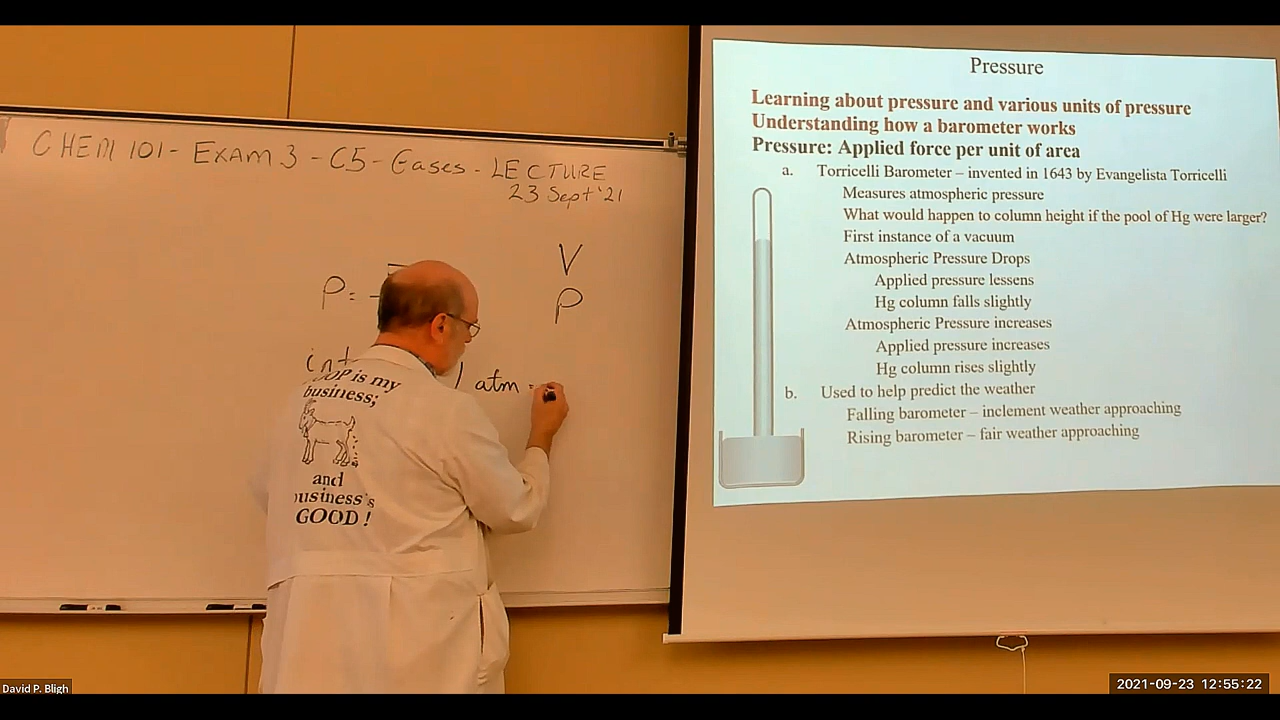 CHEM 101 - Exam 3 - C5 - Gases - LECTURE
23 Sept '21
V
P =
P
int
1 atm =
POOP is my
business;
and
business's
GOOD!
Pressure
Learning about pressure and various units of pressure
Understanding how a barometer works
Pressure: Applied force per unit of area
a. Torricelli Barometer – invented in 1643 by Evangelista Torricelli
Measures atmospheric pressure
What would happen to column height if the pool of Hg were larger?
First instance of a vacuum
Atmospheric Pressure Drops
Applied pressure lessens
Hg column falls slightly
Atmospheric Pressure increases
Applied pressure increases
Hg column rises slightly
b. Used to help predict the weather
Falling barometer – inclement weather approaching
Rising barometer – fair weather approaching
David P. Bligh
2021-09-23 12:55:22